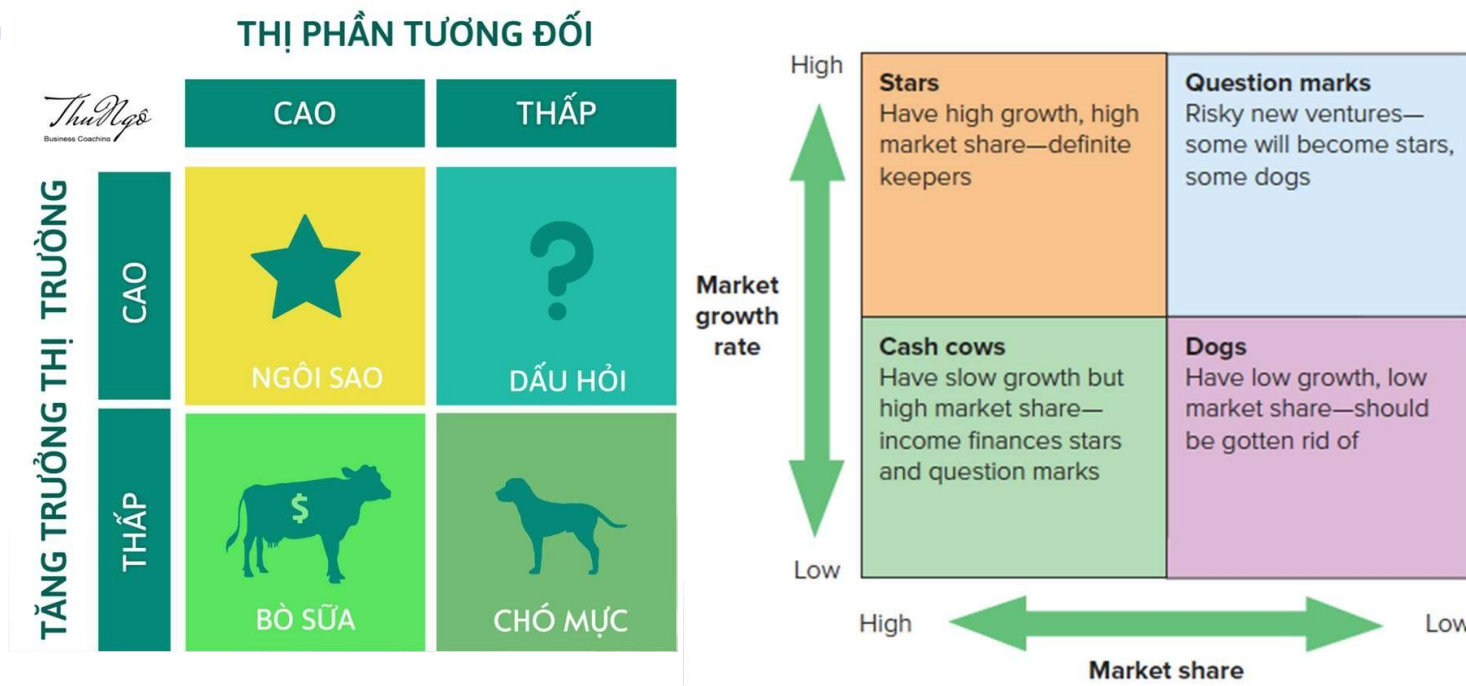 THỊ PHẦN TƯƠNG ĐỐI
ThuNgô
Business Coaching
CAO
THẤP
TĂNG TRƯỞNG THỊ TRƯỜNG
CAO
NGÔI SAO
DẤU HỎI
THẤP
$
BÒ SỮA
CHÓ MỰC
High
Market
growth
rate
Low
Stars
Have high growth, high
market share—definite
keepers
Question marks
Risky new ventures—
some will become stars,
some dogs
Cash cows
Have slow growth but
high market share—
income finances stars
and question marks
Dogs
Have low growth, low
market share—should
be gotten rid of
High
Low
Market share